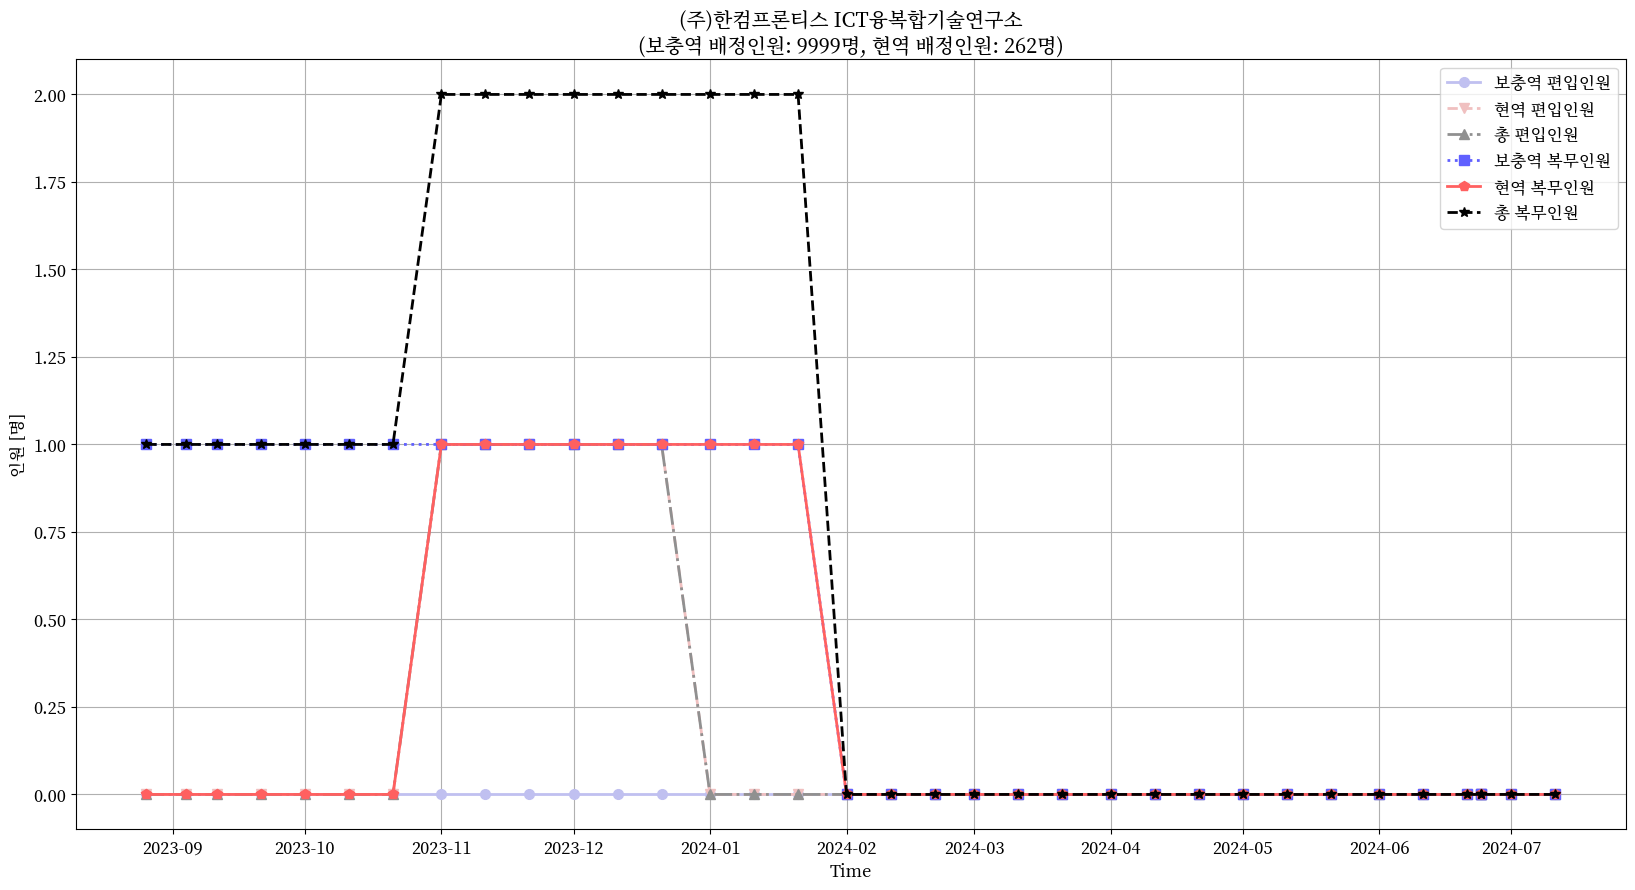 (주)한컴프론티스 ICT융복합기술연구소
(보충역 배정인원: 9999명, 현역 배정인원: 262명)
보충역 편입인원
현역 편입인원
총 편입인원
보충역 복무인원
현역 복무인원
총 복무인원
인원 [명]
2.00
1.75
1.50
1.25
1.00
0.75
0.50
0.25
0.00
2023-09 2023-10 2023-11 2023-12 2024-01 2024-02 2024-03 2024-04 2024-05 2024-06 2024-07
Time